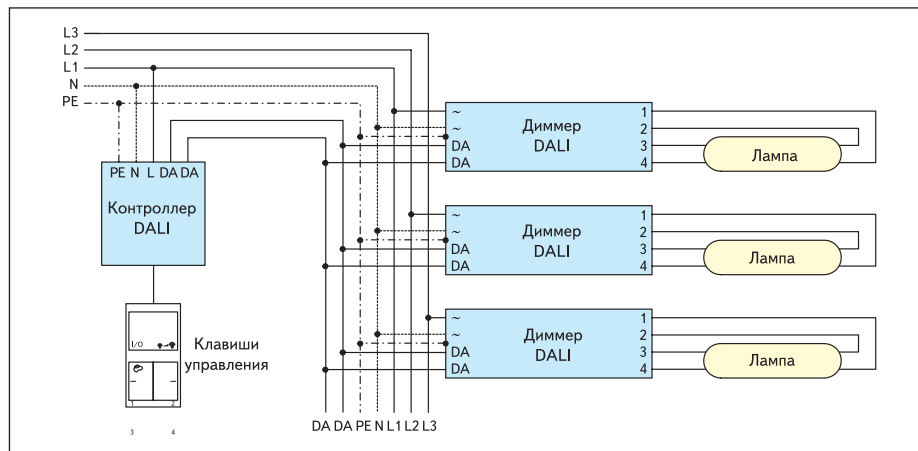 L3
L2
L1
N
PE
PE N L DA DA
Контроллер
DALI
I/O
1 2
3 4
Клавиши
управления
~
~
DA
DA
Диммер
DALI
1
2
3
4
Лампа
~
~
DA
DA
Диммер
DALI
1
2
3
4
Лампа
~
~
DA
DA
Диммер
DALI
1
2
3
4
Лампа
DA DA PE N L1 L2 L3